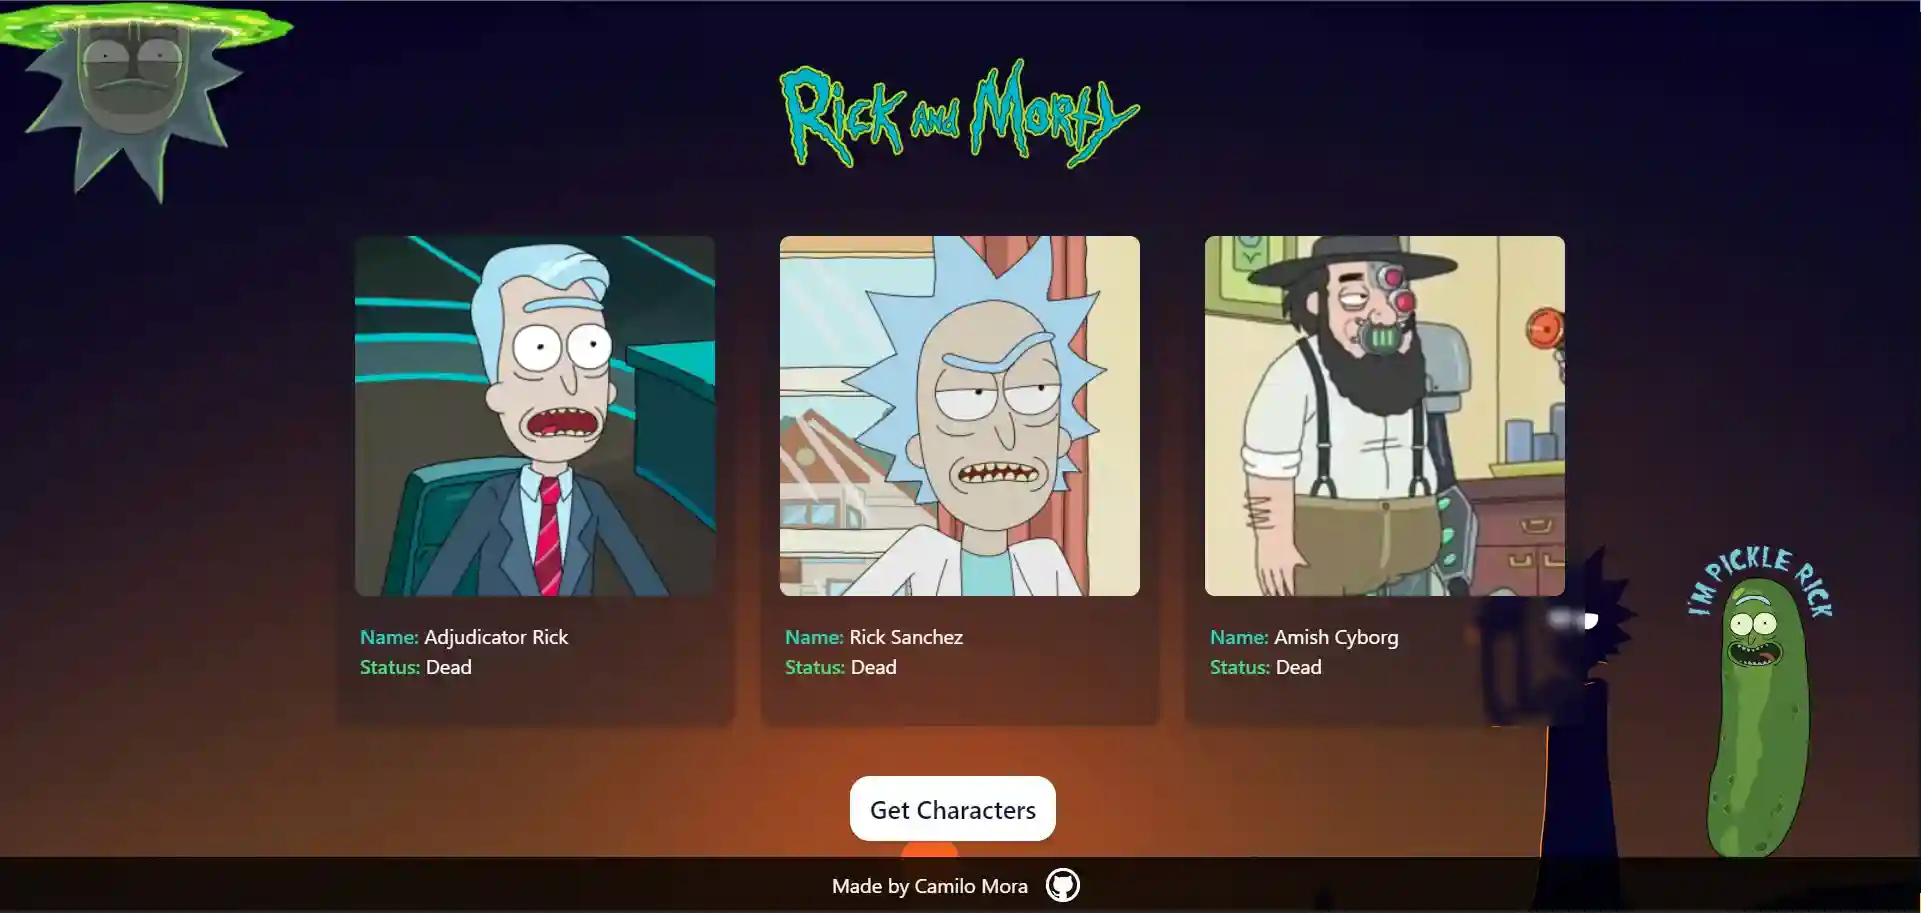 Rick and Morty
Name: Adjudicator Rick
Status: Dead
Name: Rick Sanchez
Status: Dead
Name: Amish Cyborg
Status: Dead
I'M PICKLE RICK
Get Characters
Made by Camilo Mora